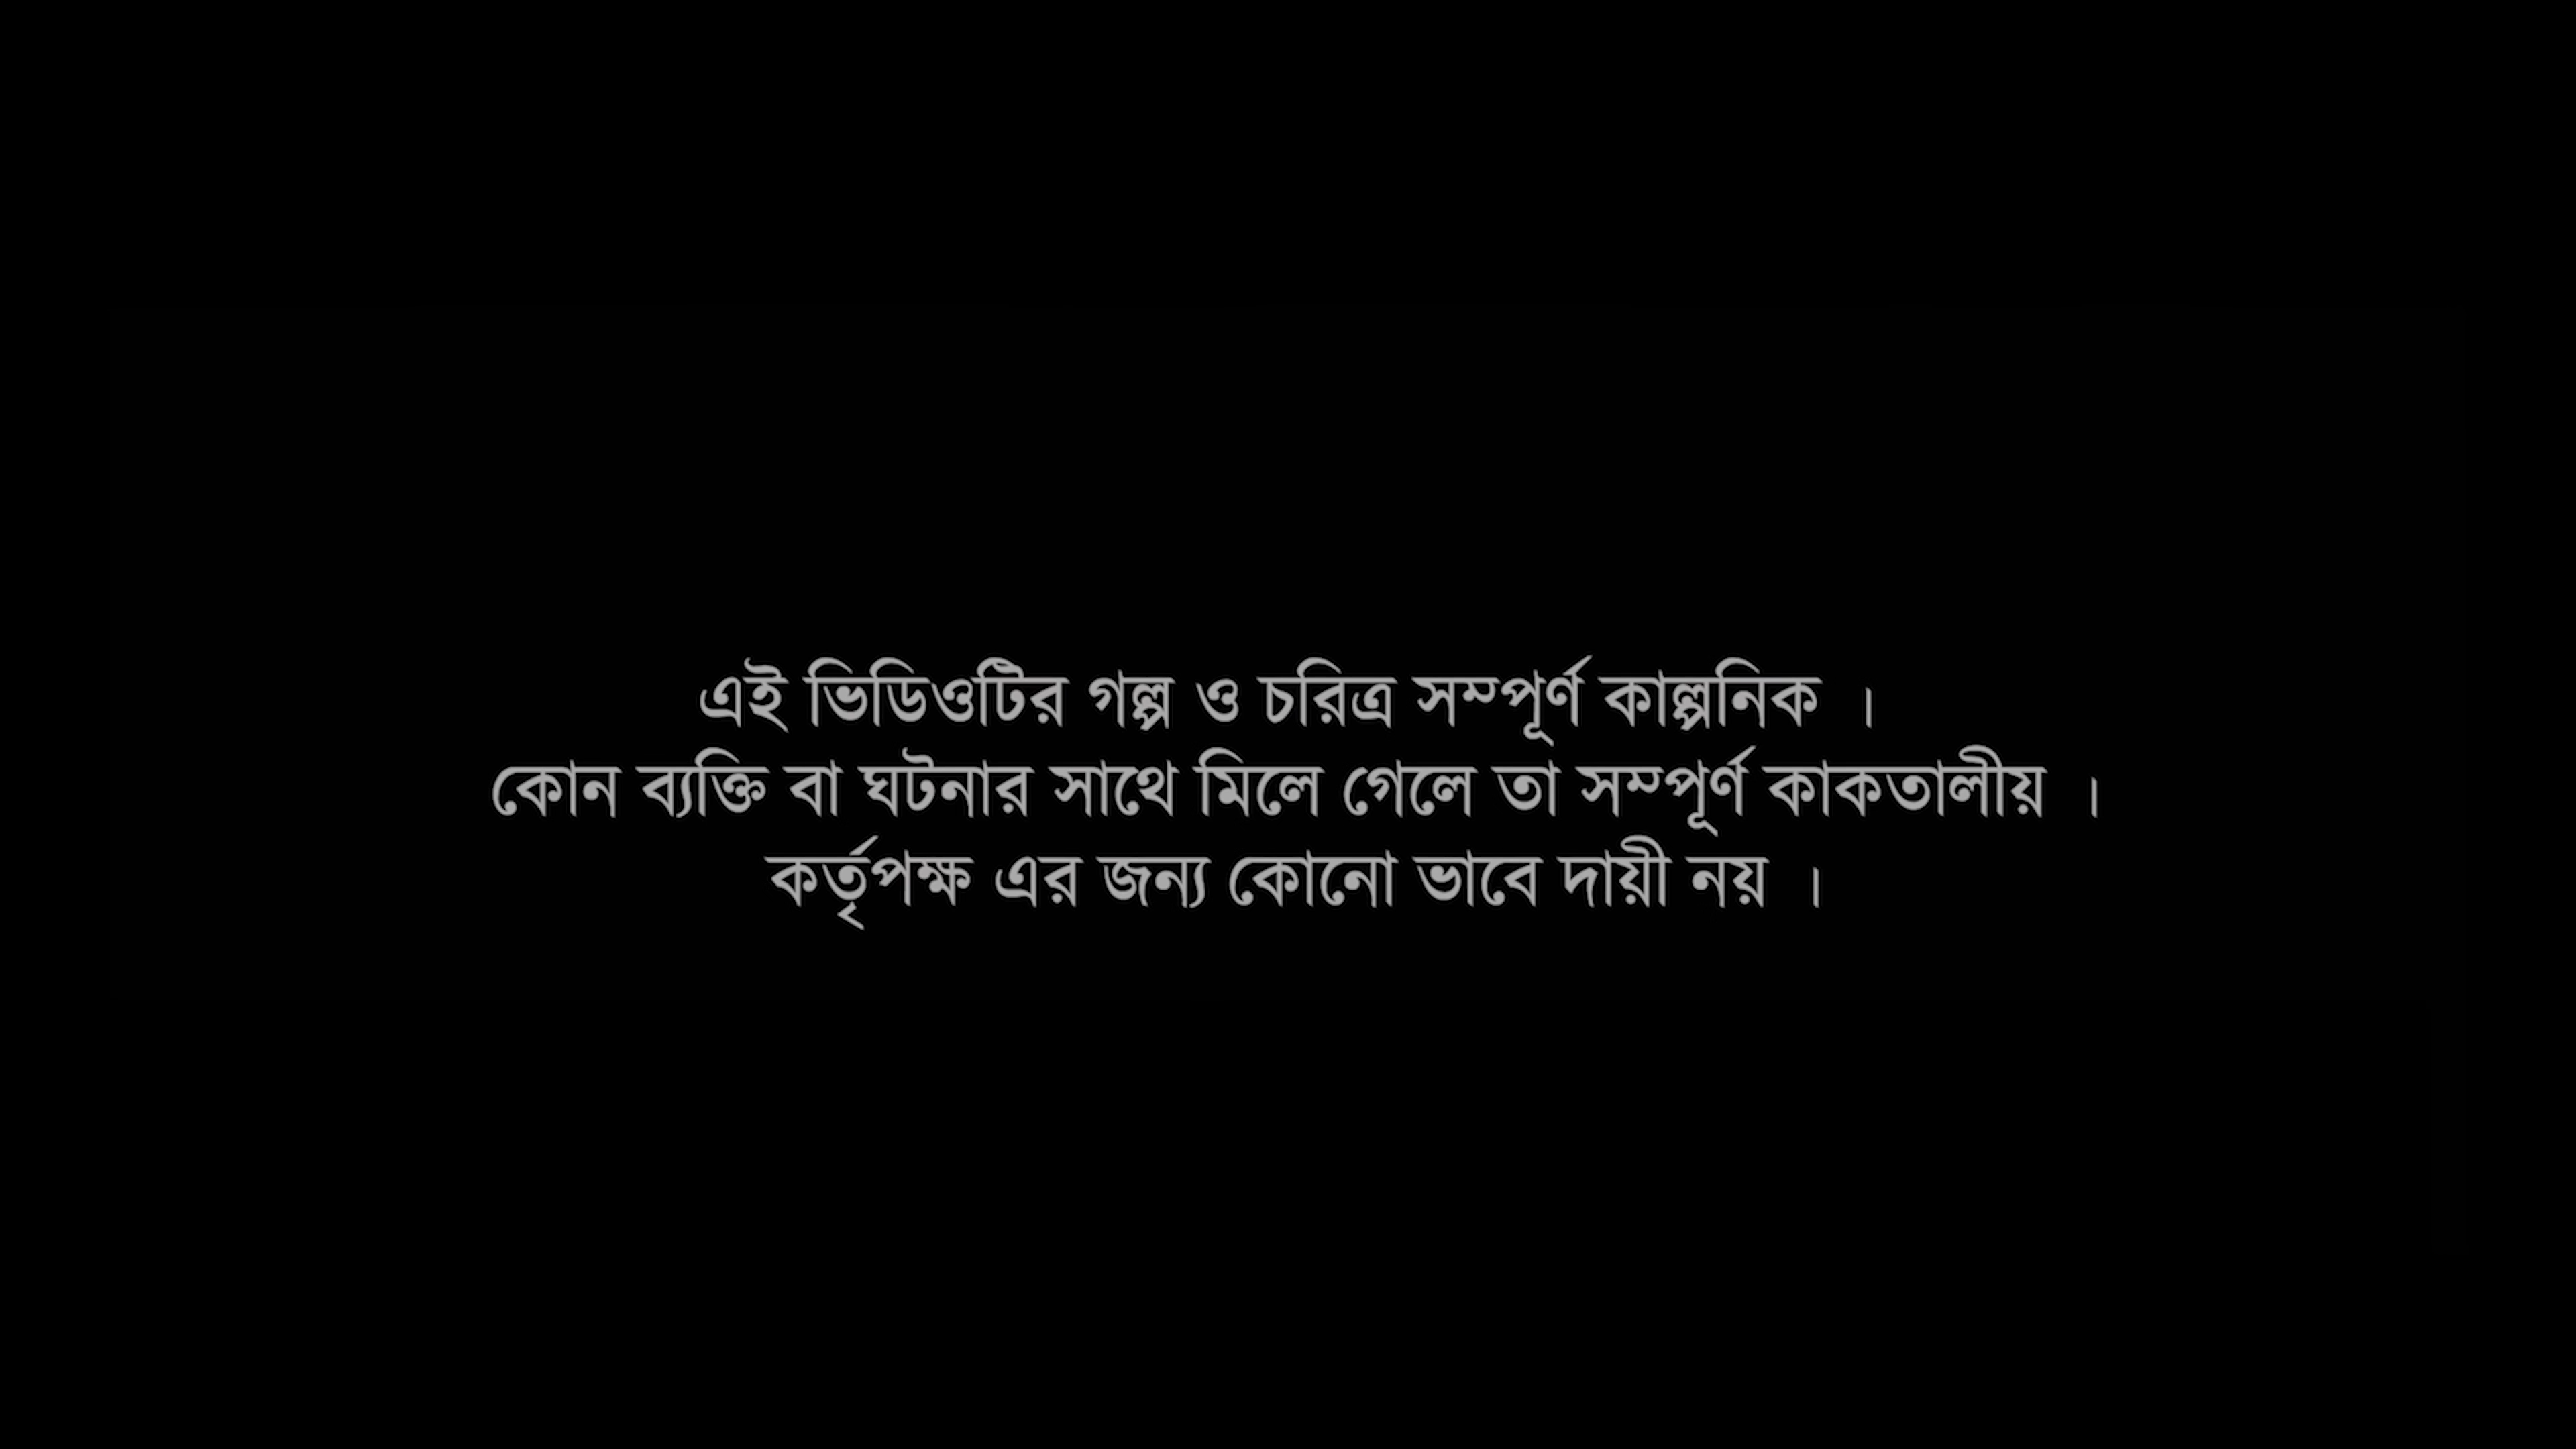 এই ভিডিওটির গল্প ও চরিত্র সম্পূর্ণ কাল্পনিক ।
কোন ব্যক্তি বা ঘটনার সাথে মিলে গেলে তা সম্পূর্ণ কাকতালীয় ।
কর্তৃপক্ষ এর জন্য কোনো ভাবে দায়ী নয় ।